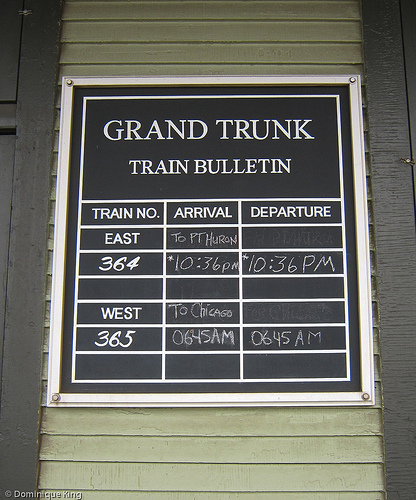 GRAND TRUNK
TRAIN BULLETIN
TRAIN NO. ARRIVAL DEPARTURE
EAST To PT HURON
364 *10:36pm *10:36 PM
WEST To Chicago
365 0645AM 0645 AM
© Dominique King